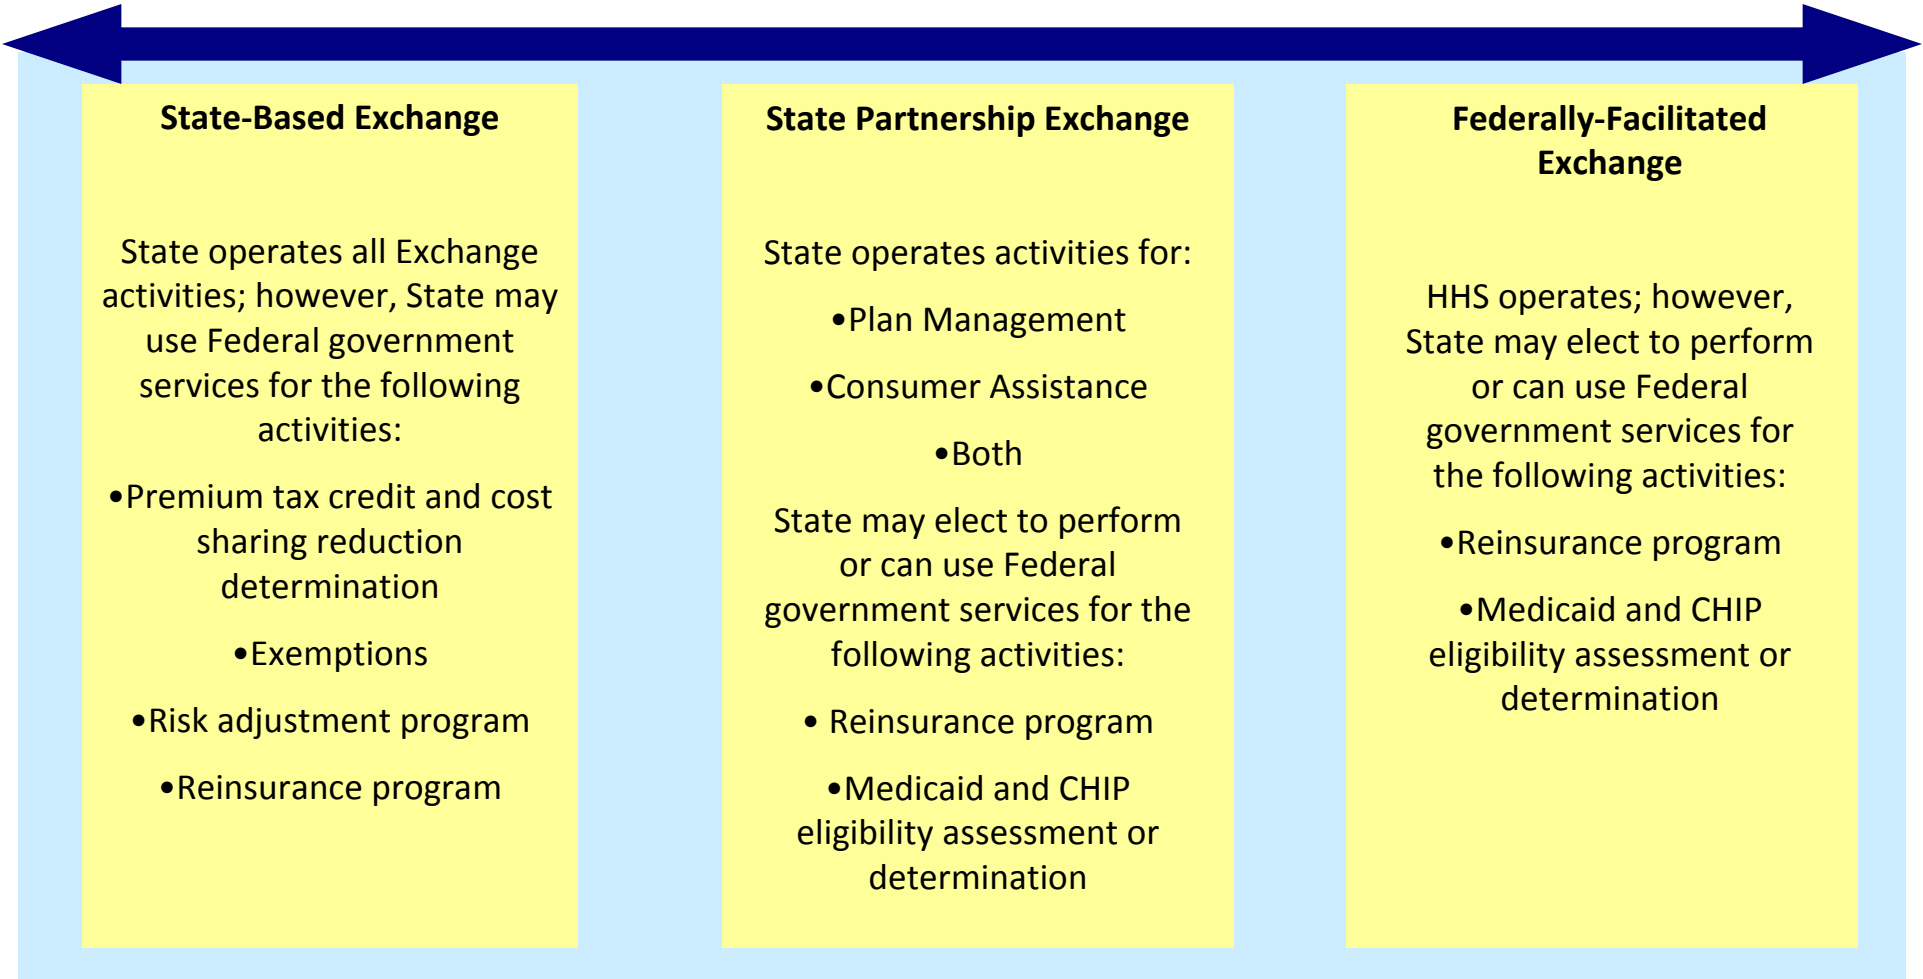 State-Based Exchange
State operates all Exchange
activities; however, State may
use Federal government
services for the following
activities:
•Premium tax credit and cost
sharing reduction
determination
•Exemptions
•Risk adjustment program
•Reinsurance program
State Partnership Exchange
State operates activities for:
•Plan Management
•Consumer Assistance
•Both
State may elect to perform
or can use Federal
government services for the
following activities:
• Reinsurance program
•Medicaid and CHIP
eligibility assessment or
determination
Federally-Facilitated
Exchange
HHS operates; however,
State may elect to perform
or can use Federal
government services for
the following activities:
•Reinsurance program
•Medicaid and CHIP
eligibility assessment or
determination